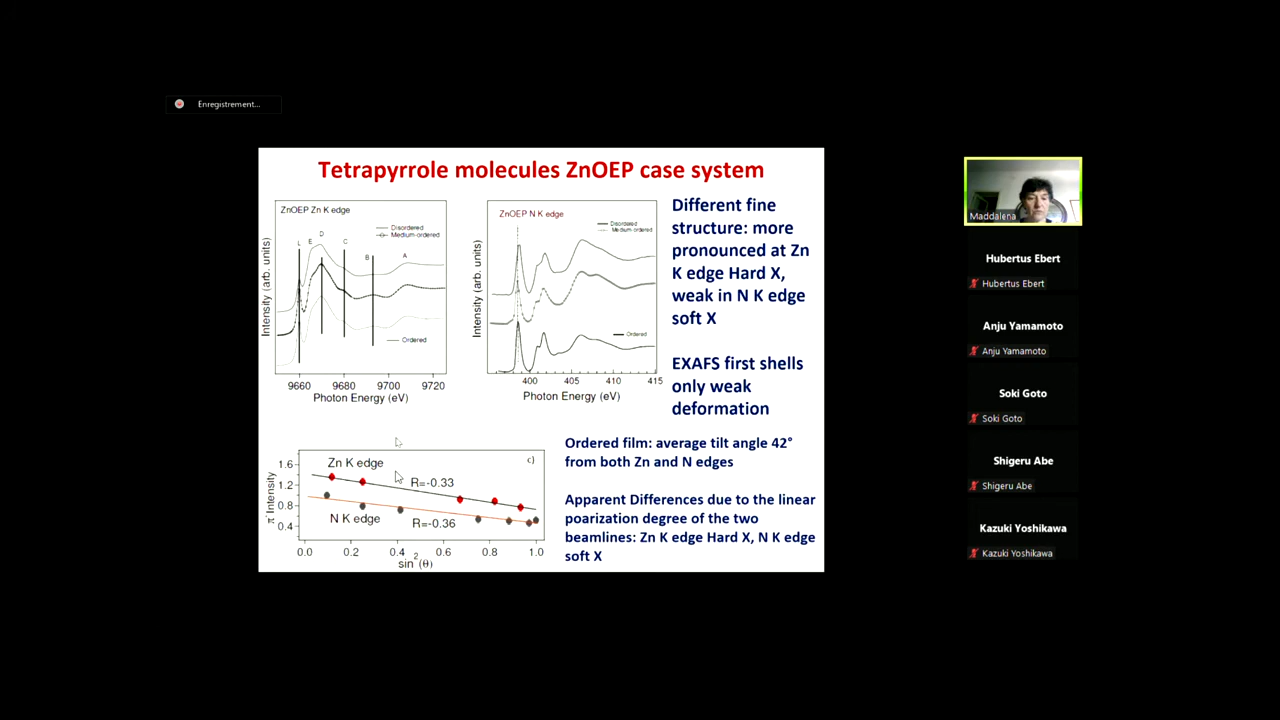 Enregistrement...
Tetrapyrrole molecules ZnOEP case system
ZnOEP Zn K edge
Disordered
Medium-ordered
L
E
D
C
B
A
Ordered
Intensity (arb. units)
9660 9680 9700 9720
Photon Energy (eV)
ZnOEP N K edge
Disordered
Medium-ordered
Ordered
Intensity (arb. units)
400 405 410 415
Photon Energy (eV)
Different fine
structure: more
pronounced at Zn
K edge Hard X,
weak in N K edge
soft X
EXAFS first shells
only weak
deformation
c)
Zn K edge
R=-0.33
N K edge
R=-0.36
π* Intensity
1.6
1.2
0.8
0.4
0.0 0.2 0.4 0.6 0.8 1.0
sin2(θ)
Ordered film: average tilt angle 42°
from both Zn and N edges
Apparent Differences due to the linear
poarization degree of the two
beamlines: Zn K edge Hard X, N K edge
soft X
Maddalena
Hubertus Ebert
Hubertus Ebert
Anju Yamamoto
Anju Yamamoto
Soki Goto
Soki Goto
Shigeru Abe
Shigeru Abe
Kazuki Yoshikawa
Kazuki Yoshikawa